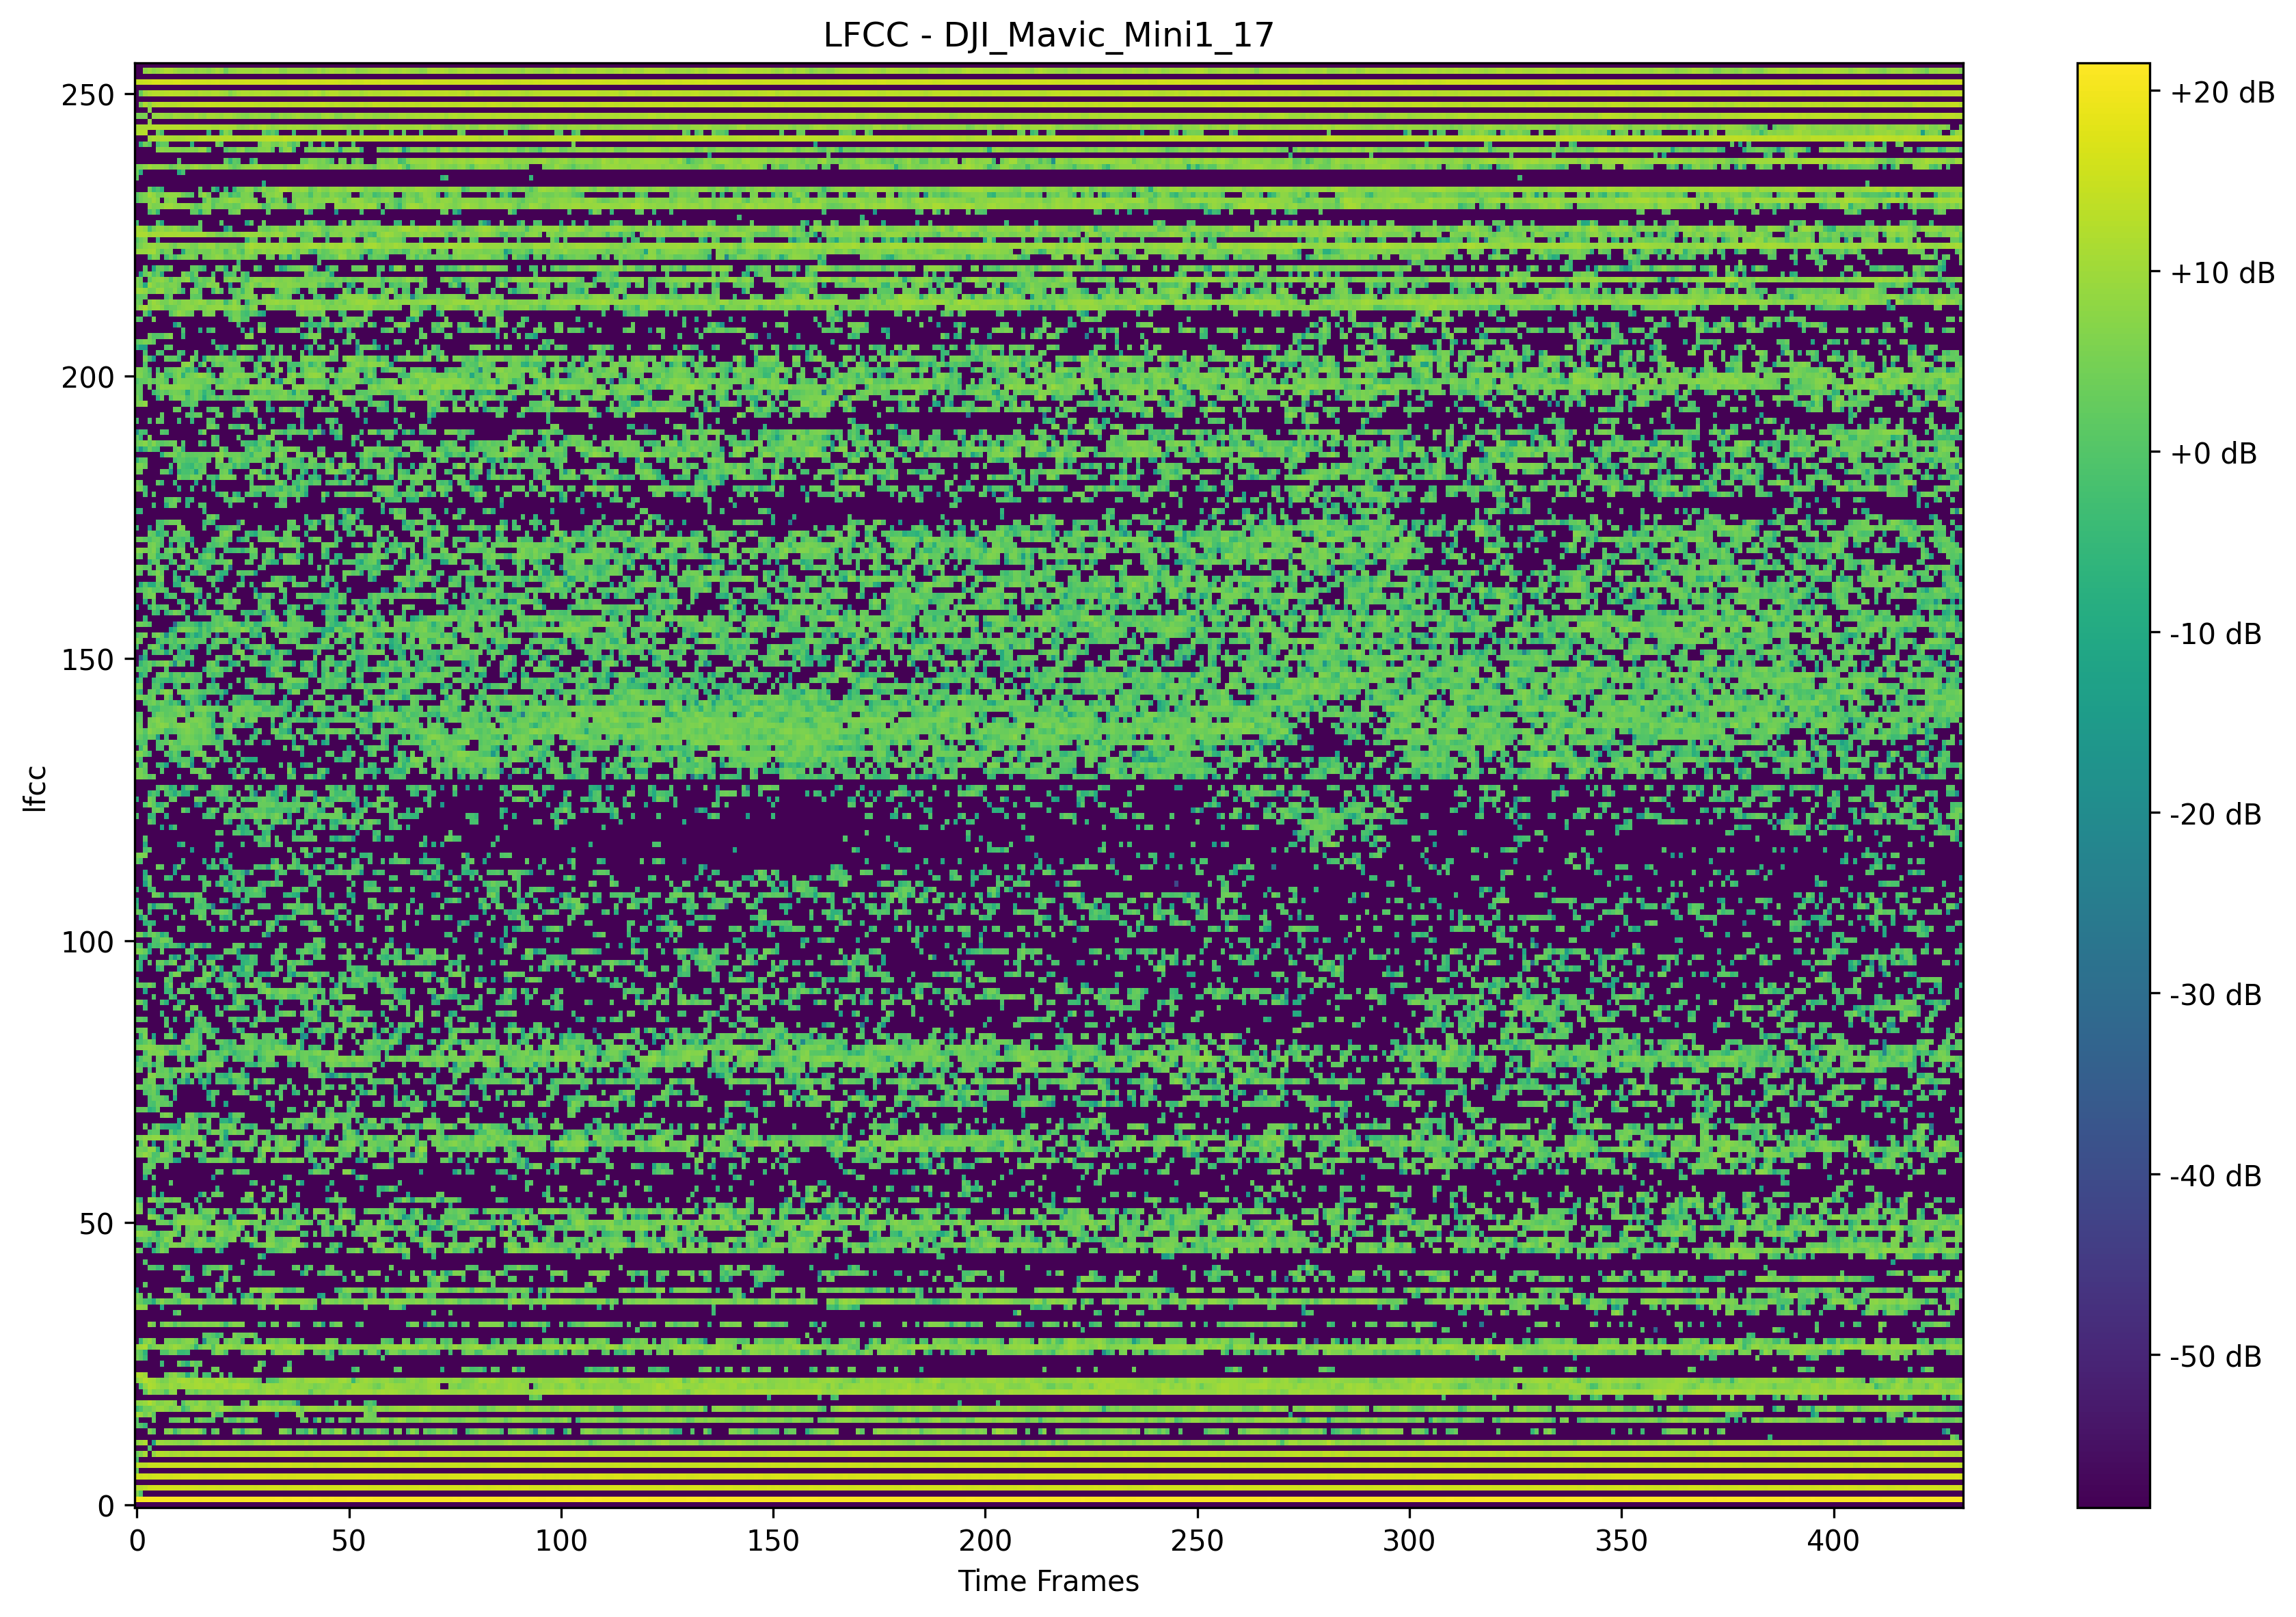 LFCC - DJI_Mavic_Mini1_17
250
200
150
100
50
0
lfcc
0 50 100 150 200 250 300 350 400
Time Frames
+20 dB
+10 dB
+0 dB
-10 dB
-20 dB
-30 dB
-40 dB
-50 dB